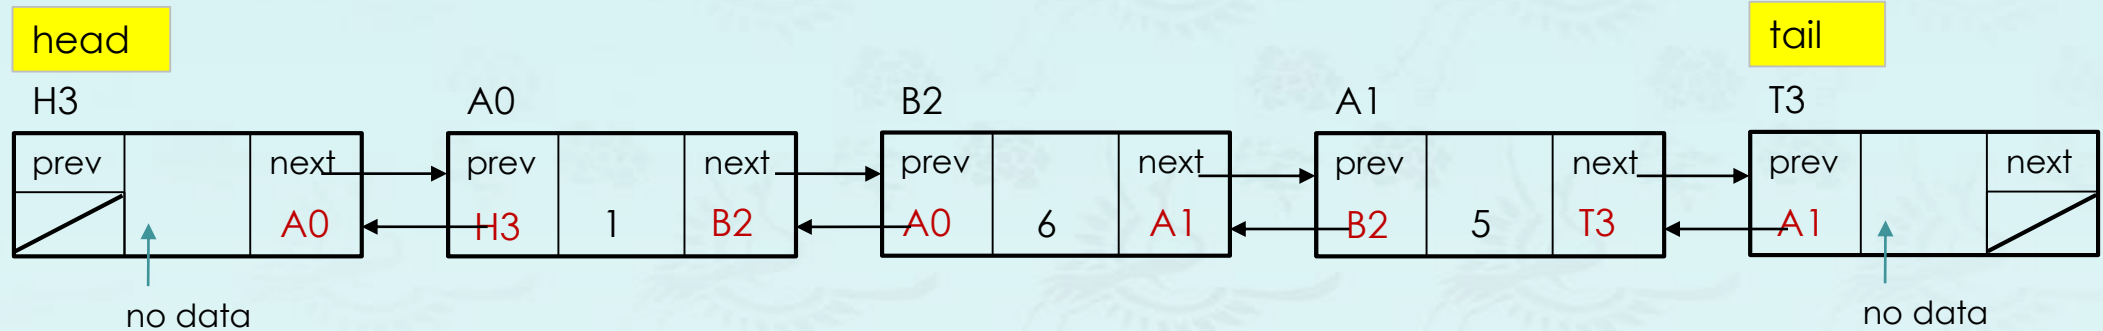 head
tail
H3
A0
B2
A1
T3
prev
next
prev
next
prev
next
prev
next
prev
next
A0
H3
1
B2
A0
6
A1
B2
5
T3
A1
no data
no data